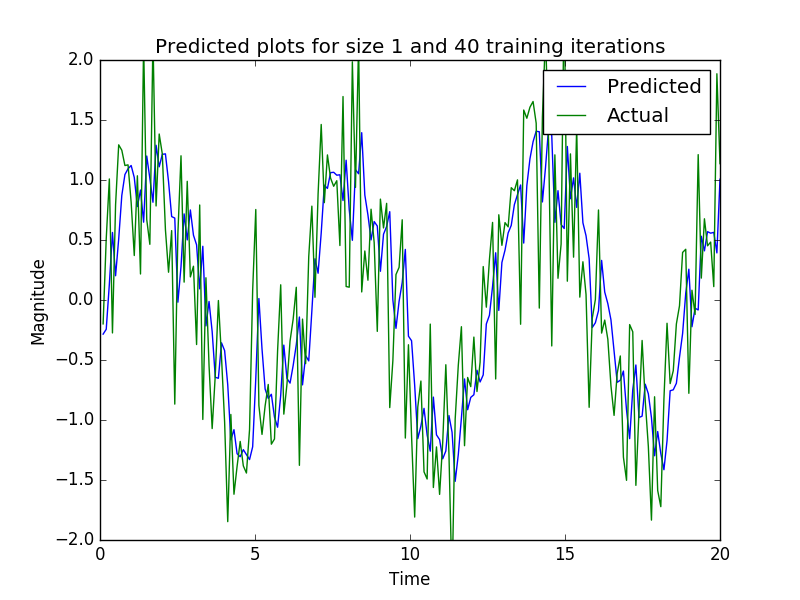 Predicted plots for size 1 and 40 training iterations
Predicted
Actual
2.0
1.5
1.0
0.5
0.0
−0.5
−1.0
−1.5
−2.0
Magnitude
0 5 10 15 20
Time